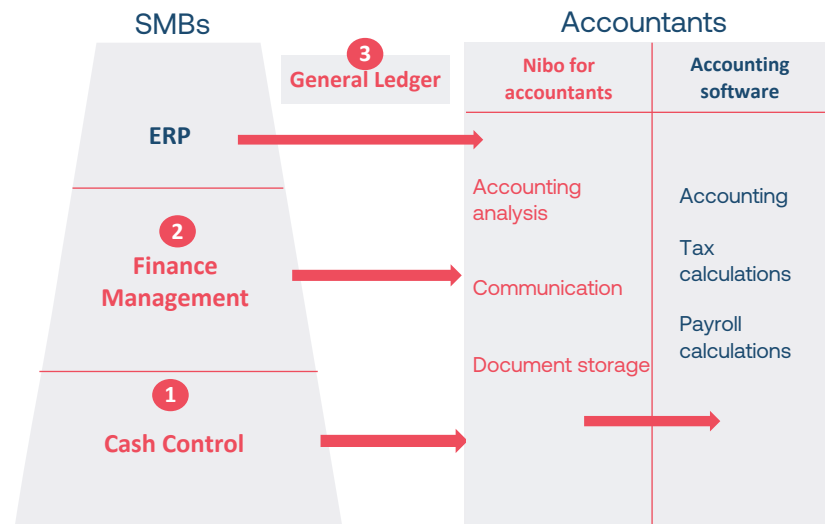 SMBs
Accountants
3
General Ledger
Nibo for
accountants
Accounting
software
ERP
Accounting
analysis
Accounting
2
Finance
Management
Tax
calculations
Communication
Payroll
calculations
Document storage
1
Cash Control